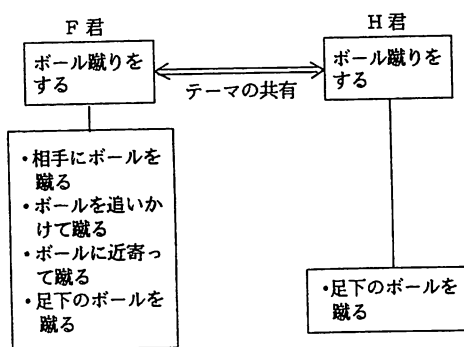 F君
H君
ボール蹴りを
する
テーマの共有
ボール蹴りを
する
・相手にボールを
蹴る
・ボールを追いか
けて蹴る
・ボールに近寄っ
て蹴る
・足下のボールを
蹴る
・足下のボールを
蹴る